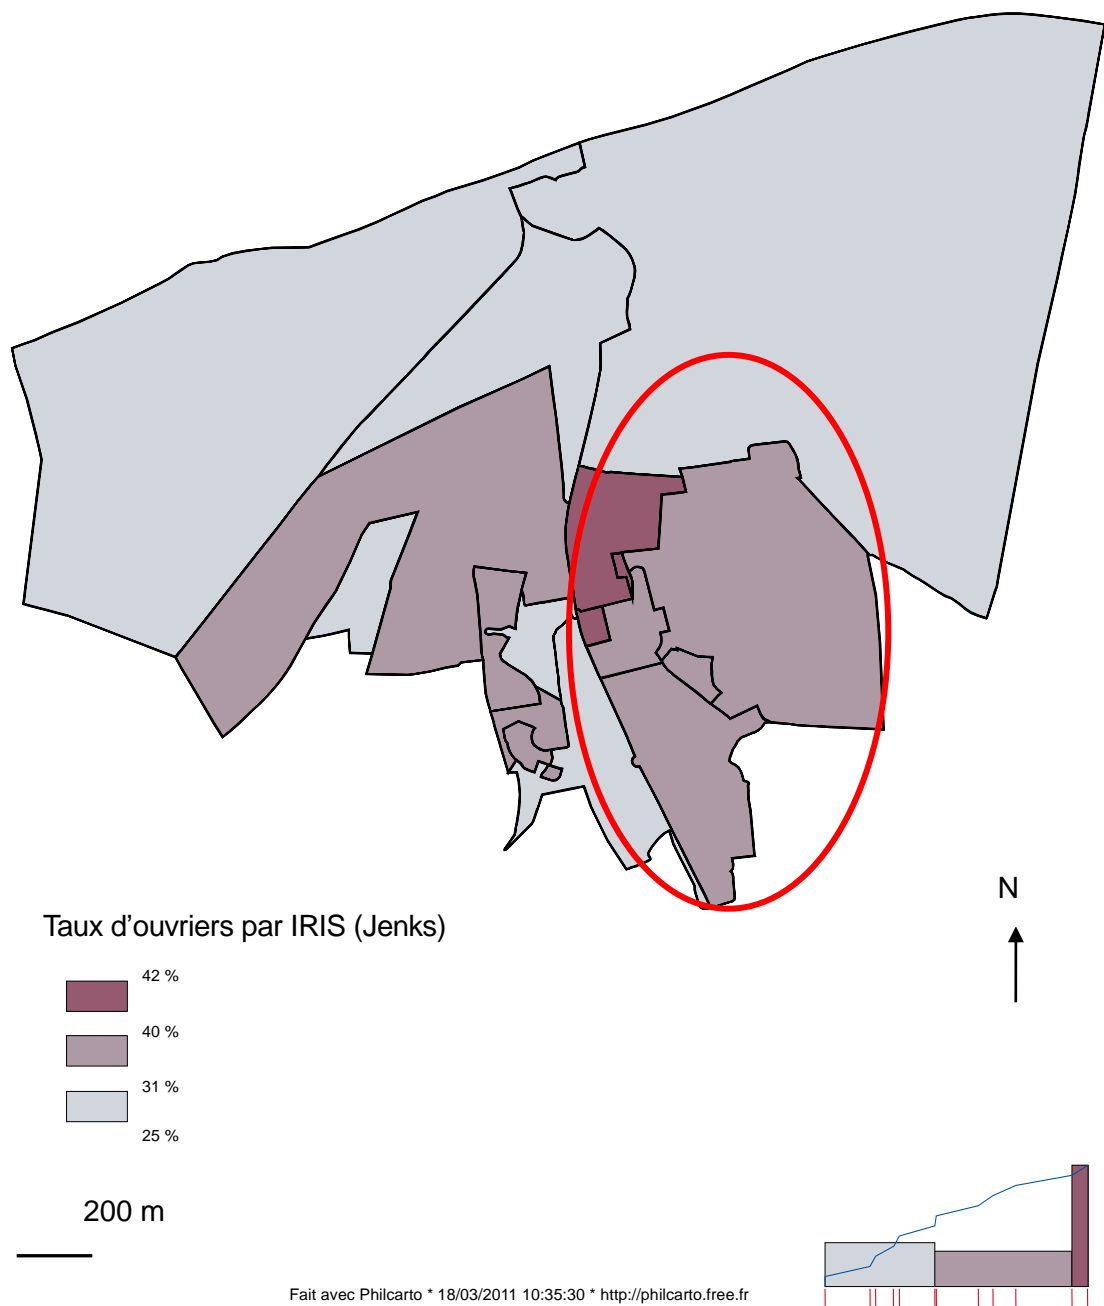 N
Taux d'ouvriers par IRIS (Jenks)
42 %
40 %
31 %
25 %
200 m
Fait avec Philcarto * 18/03/2011 10:35:30 * http://philcarto.free.fr